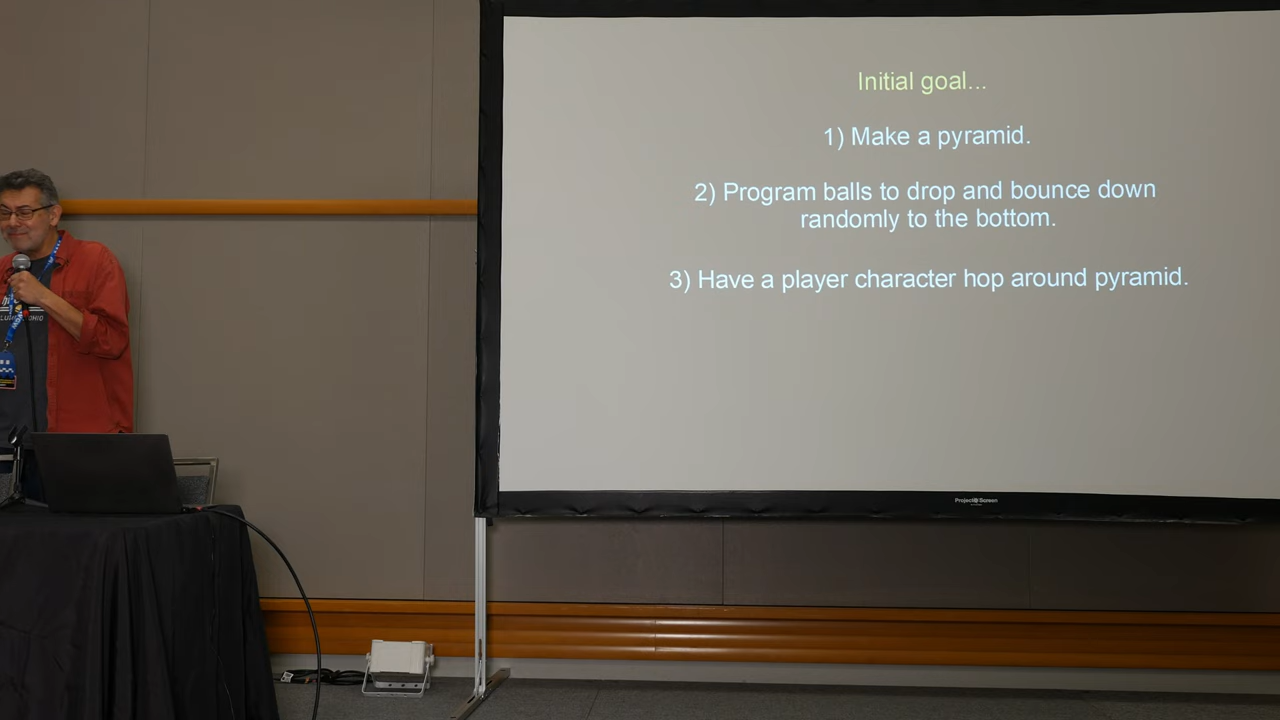 Initial goal...
1) Make a pyramid.
2) Program balls to drop and bounce down
randomly to the bottom.
3) Have a player character hop around pyramid.